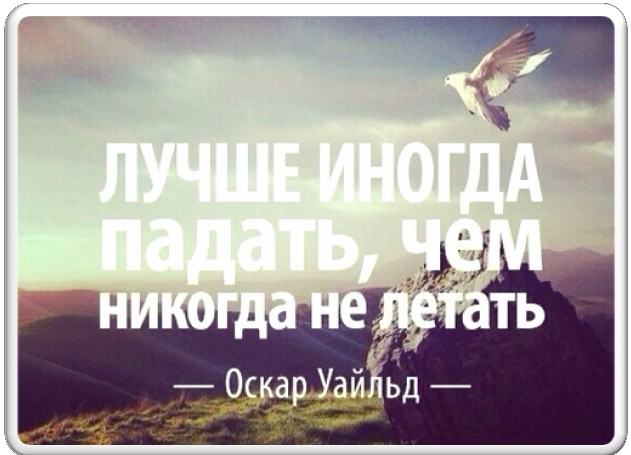 ЛУЧШЕ ИНОГДА
падать, чем
никогда не летать
— Оскар Уайльд —